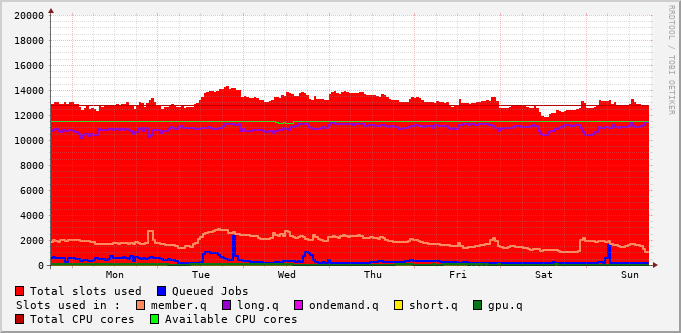 20000
18000
16000
14000
12000
10000
8000
6000
4000
2000
0
Mon Tue Wed Thu Fri Sat Sun
RRDTOOL / TOBI OETIKER
Total slots used Queued Jobs
Slots used in : member.q long.q ondemand.q short.q gpu.q
Total CPU cores Available CPU cores